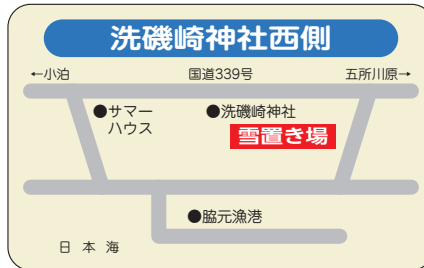 洗磯崎神社西側
←小泊 国道339号 五所川原→
●サマーハウス
●洗磯崎神社
雪置き場
●脇元漁港
日本海